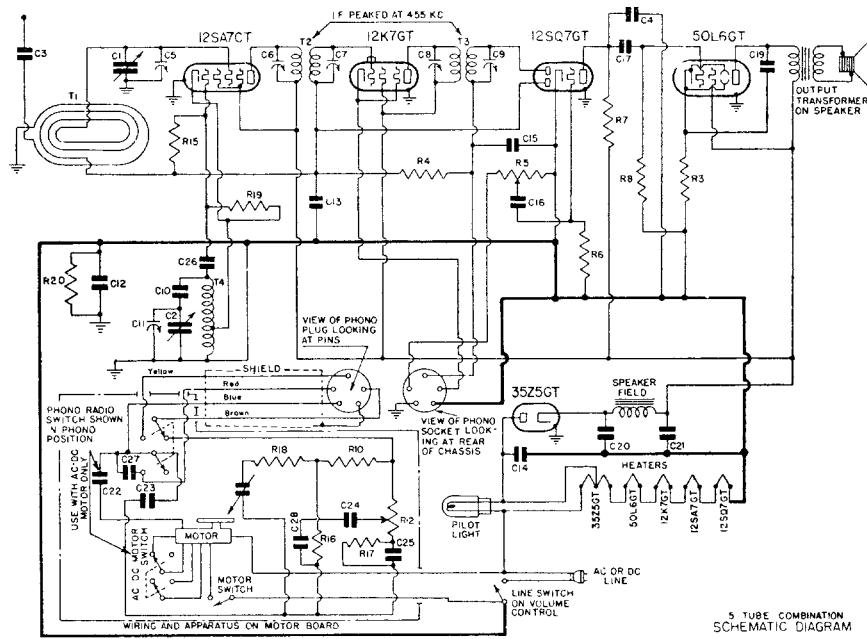 I F PEAKED AT 455 KC
12SA7CT
12K7GT
12SQ7GT
50L6GT
C3
C1
C5
C6
T2
C7
C8
T3
C9
C4
C17
C19
T1
OUTPUT
TRANSFORMER
ON SPEAKER
R15
R4
C15
R5
R7
R8
R3
R19
C13
C16
R6
R20
C12
C26
C10
T4
C11
C2
VIEW OF PHONO
PLUG LOOKING
AT PINS
SHIELD
Yellow
Red
Blue
Brown
VIEW OF PHONO
SOCKET LOOK-
ING AT REAR
OF CHASSIS
35Z5GT
SPEAKER
FIELD
C14
C20
C21
HEATERS
35Z5GT
50L6GT
12K7GT
12SA7GT
12SQ7GT
PILOT
LIGHT
PHONO RADIO
SWITCH SHOWN
N PHONO
POSITION
USE WITH AC-DC
MOTOR ONLY
C27
C22
C23
R18
R10
C24
R-2
C28
R16
R17
C25
MOTOR
AC DC MOTOR
SWITCH
MOTOR
SWITCH
AC OR DC
LINE
LINE SWITCH
ON VOLUME
CONTROL
WIRING AND APPARATUS ON MOTOR BOARD
5 TUBE COMBINATION
SCHEMATIC DIAGRAM